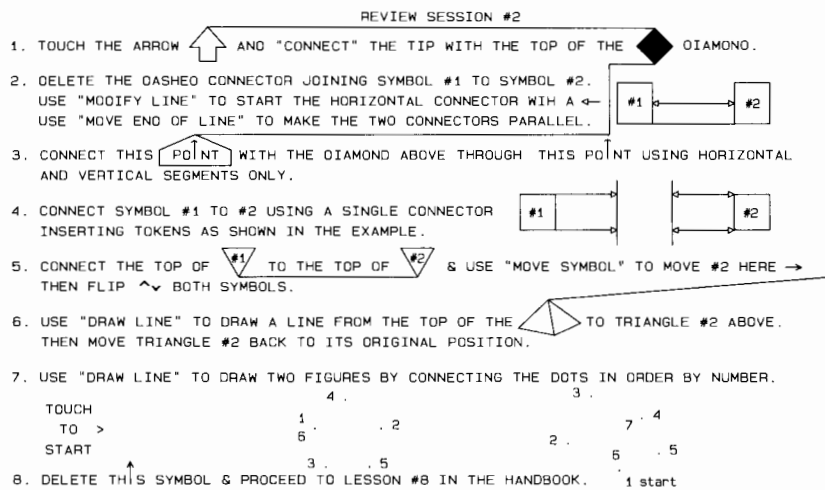 REVIEW SESSION #2
1. TOUCH THE ARROW AND "CONNECT" THE TIP WITH THE TOP OF THE DIAMOND.
2. DELETE THE DASHED CONNECTOR JOINING SYMBOL #1 TO SYMBOL #2.
USE "MODIFY LINE" TO START THE HORIZONTAL CONNECTOR WIH A ←
USE "MOVE END OF LINE" TO MAKE THE TWO CONNECTORS PARALLEL.
#1 #2
3. CONNECT THIS POINT WITH THE DIAMOND ABOVE THROUGH THIS POINT USING HORIZONTAL
AND VERTICAL SEGMENTS ONLY.
4. CONNECT SYMBOL #1 TO #2 USING A SINGLE CONNECTOR
INSERTING TOKENS AS SHOWN IN THE EXAMPLE.
#1 #2
5. CONNECT THE TOP OF #1 TO THE TOP OF #2 & USE "MOVE SYMBOL" TO MOVE #2 HERE →
THEN FLIP ^v BOTH SYMBOLS.
6. USE "DRAW LINE" TO DRAW A LINE FROM THE TOP OF THE TO TRIANGLE #2 ABOVE.
THEN MOVE TRIANGLE #2 BACK TO ITS ORIGINAL POSITION.
7. USE "DRAW LINE" TO DRAW TWO FIGURES BY CONNECTING THE DOTS IN ORDER BY NUMBER.
TOUCH
TO >
START
4 .
1
6 .
. 2
3 .
. 5
3 .
. 4
7
2 .
6
. 5
1 start
8. DELETE THIS SYMBOL & PROCEED TO LESSON #8 IN THE HANDBOOK.